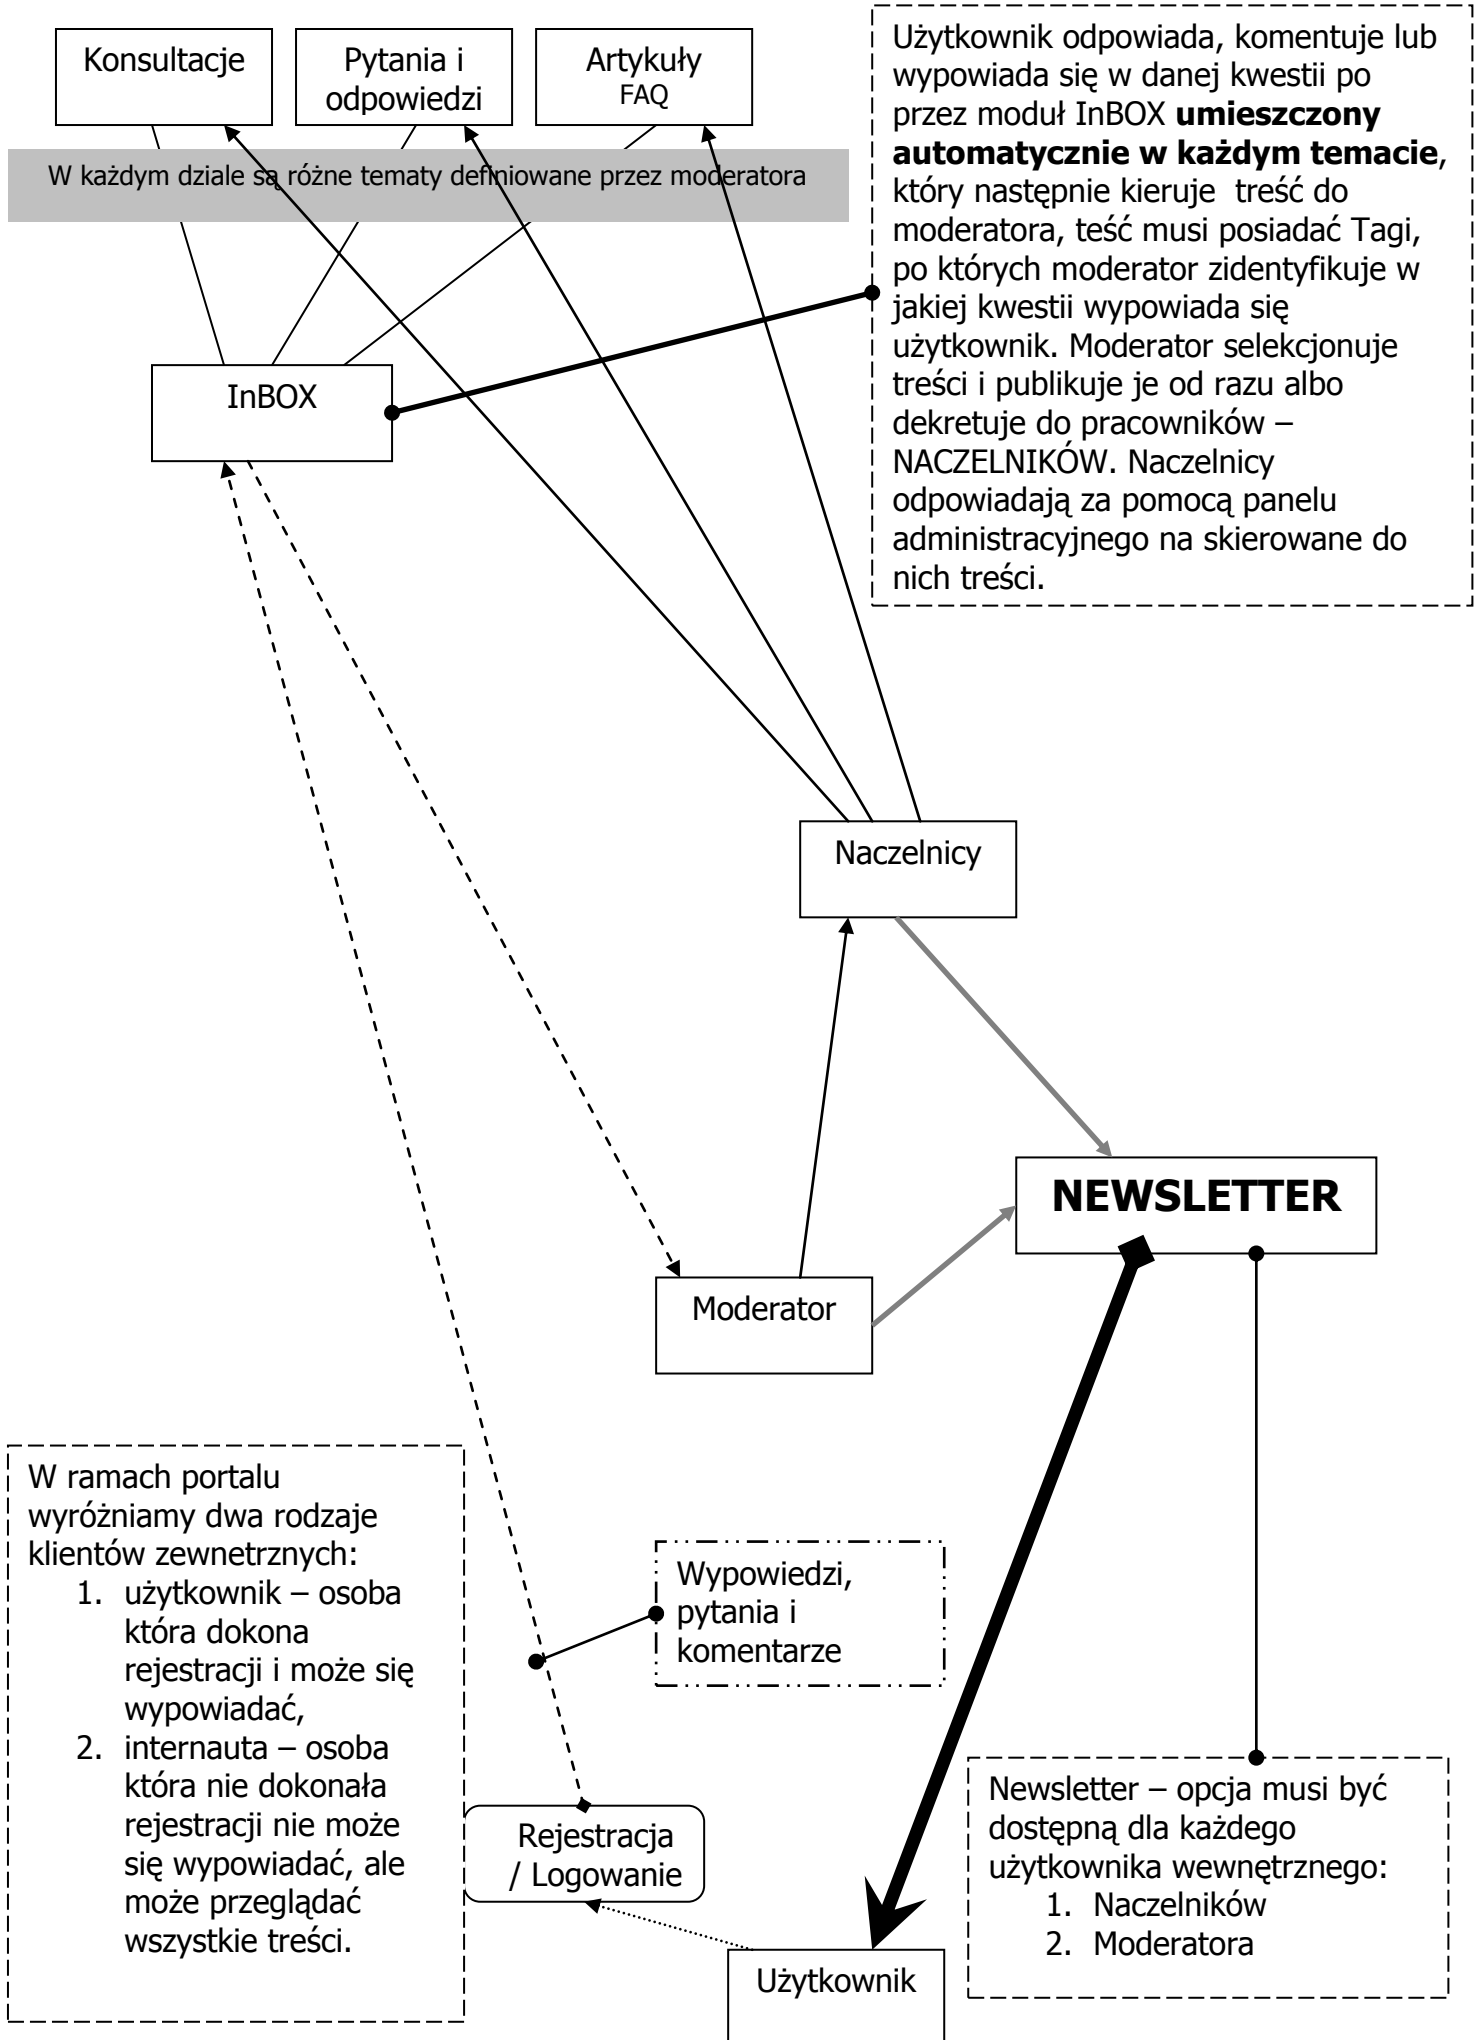 Konsultacje
Pytania i
odpowiedzi
Artykuły
FAQ
W każdym dziale są różne tematy definiowane przez moderatora
Użytkownik odpowiada, komentuje lub
wypowiada się w danej kwestii po
przez moduł InBOX umieszczony
automatycznie w każdym temacie,
który następnie kieruje treść do
moderatora, teść musi posiadać Tagi,
po których moderator zidentyfikuje w
jakiej kwestii wypowiada się
użytkownik. Moderator selekcjonuje
treści i publikuje je od razu albo
dekretuje do pracowników –
NACZELNIKÓW. Naczelnicy
odpowiadają za pomocą panelu
administracyjnego na skierowane do
nich treści.
InBOX
Naczelnicy
NEWSLETTER
Moderator
W ramach portalu
wyróżniamy dwa rodzaje
klientów zewnetrznych:
1. użytkownik – osoba
która dokona
rejestracji i może się
wypowiadać,
2. internauta – osoba
która nie dokonała
rejestracji nie może
się wypowiadać, ale
może przeglądać
wszystkie treści.
Wypowiedzi,
pytania i
komentarze
Rejestracja
/ Logowanie
Newsletter – opcja musi być
dostępną dla każdego
użytkownika wewnętrznego:
1. Naczelników
2. Moderatora
Użytkownik